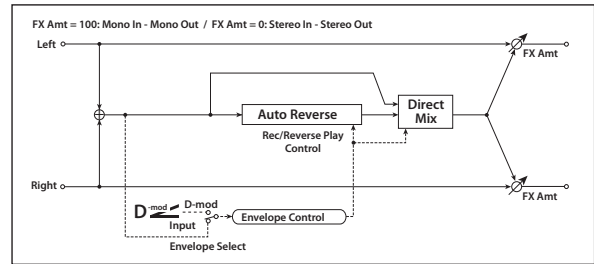 FX Amt = 100: Mono In - Mono Out / FX Amt = 0: Stereo In - Stereo Out
Left
FX Amt
Auto Reverse
Direct
Mix
Rec/Reverse Play
Control
Right
FX Amt
D-mod
D-mod
Input
Envelope Control
Envelope Select